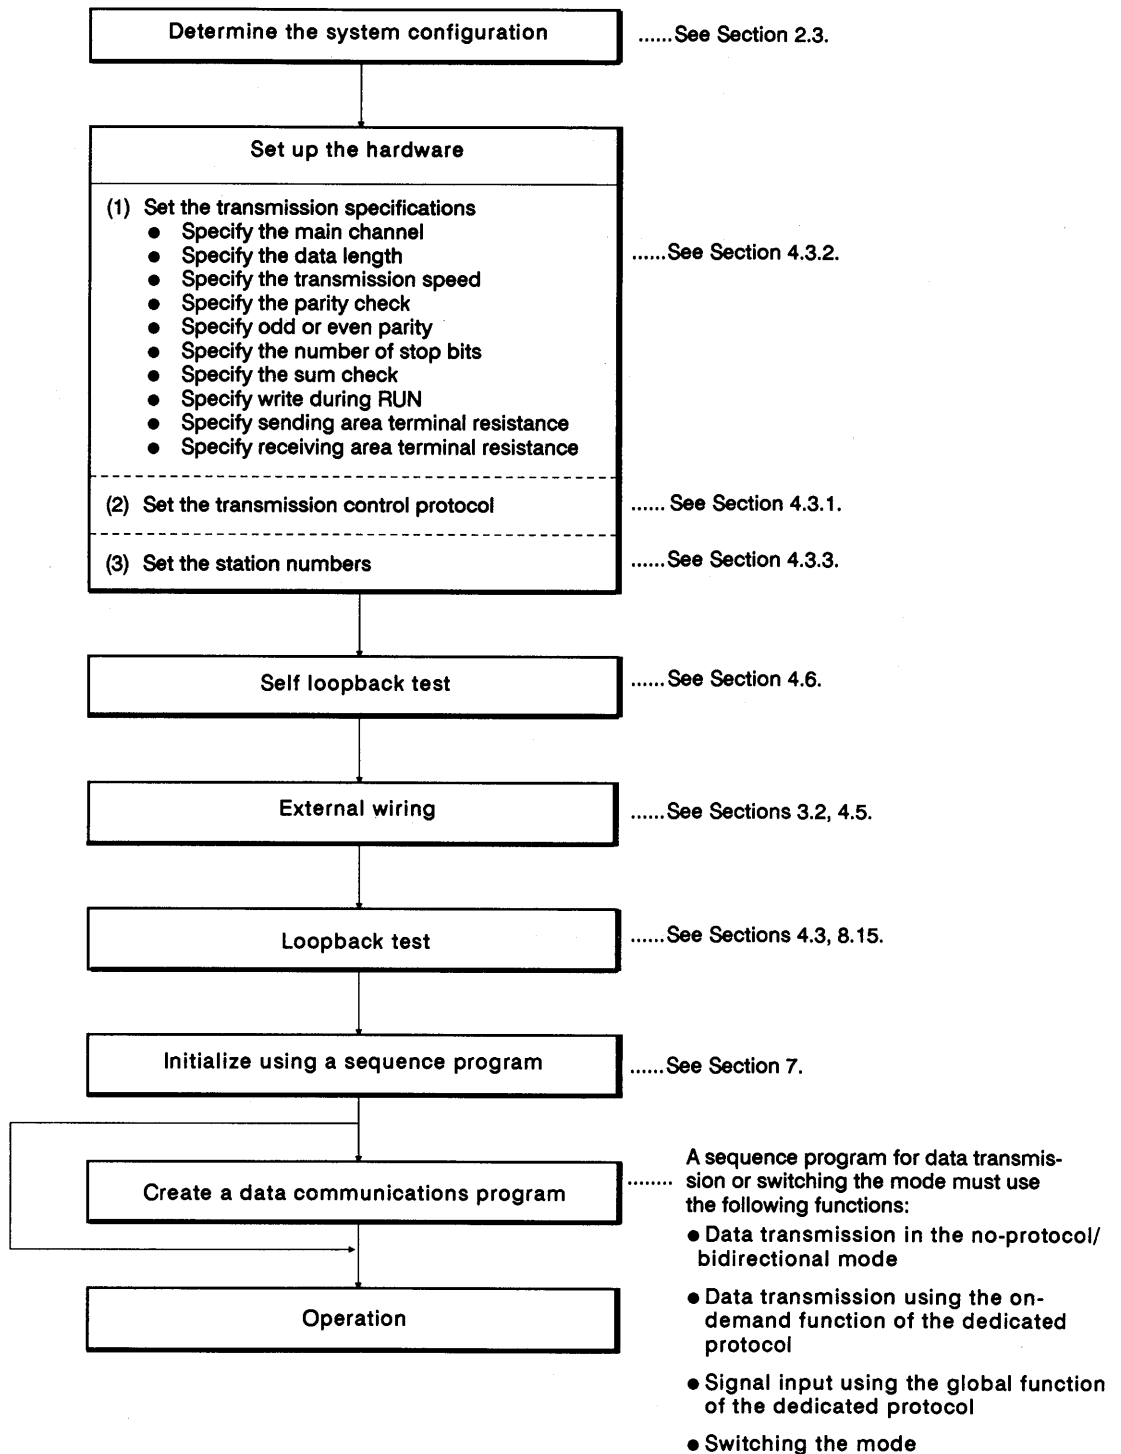 Determine the system configuration
......See Section 2.3.
Set up the hardware
(1) Set the transmission specifications
● Specify the main channel
● Specify the data length
......See Section 4.3.2.
● Specify the transmission speed
● Specify the parity check
● Specify odd or even parity
● Specify the number of stop bits
● Specify the sum check
● Specify write during RUN
● Specify sending area terminal resistance
● Specify receiving area terminal resistance
(2) Set the transmission control protocol
...... See Section 4.3.1.
(3) Set the station numbers
......See Section 4.3.3.
Self loopback test
......See Section 4.6.
External wiring
......See Sections 3.2, 4.5.
Loopback test
......See Sections 4.3, 8.15.
Initialize using a sequence program
......See Section 7.
Create a data communications program
........
A sequence program for data transmis-
sion or switching the mode must use
the following functions:
● Data transmission in the no-protocol/
bidirectional mode
● Data transmission using the on-
demand function of the dedicated
protocol
● Signal input using the global function
of the dedicated protocol
● Switching the mode
Operation